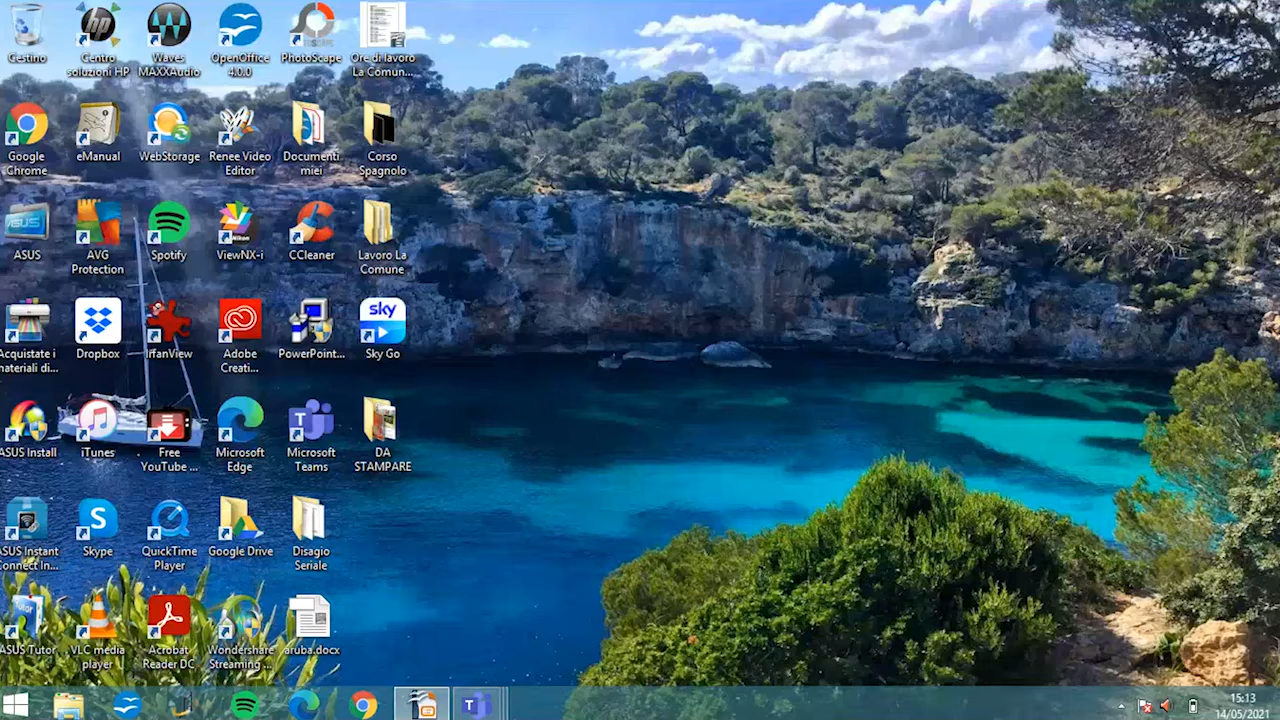 Cestino
Centro
soluzioni HP
Waves
MAXXAudio
OpenOffice
4.0.0
PhotoScape
Ore di lavoro
La Comun...
Google
Chrome
eManual
WebStorage
Renee Video
Editor
Documenti
miei
Corso
Spagnolo
ASUS
AVG
Protection
Spotify
ViewNX-i
CCleaner
Lavoro La
Comune
Acquistate i
materiali di...
Dropbox
IrfanView
Adobe
Creati...
PowerPoint...
sky
Sky Go
ASUS Install
iTunes
Free
YouTube ...
Microsoft
Edge
Microsoft
Teams
DA
STAMPARE
ASUS Instant
Connect In...
Skype
QuickTime
Player
Google Drive
Disagio
Seriale
ASUS Tutor
VLC media
player
Acrobat
Reader DC
Wondershare
Streaming ...
aruba.docx
15:13
14/05/2021